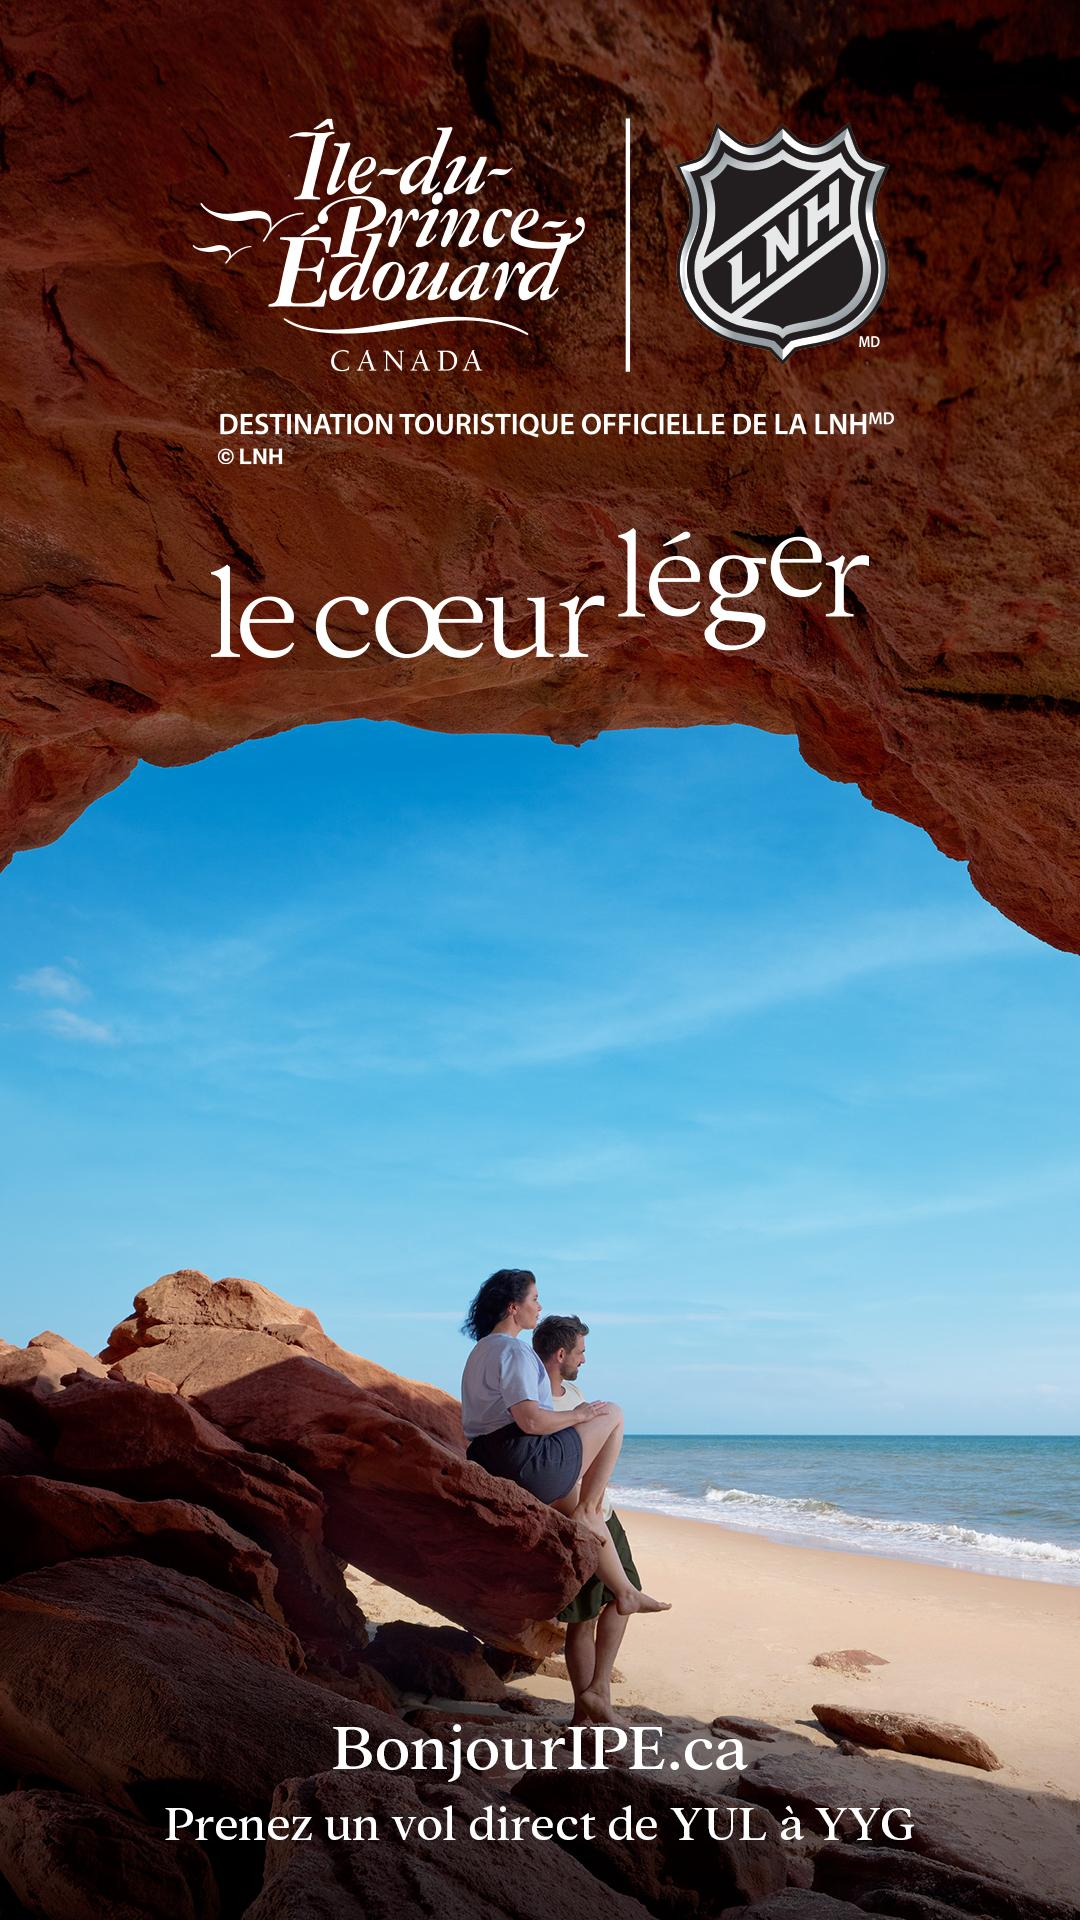 Île-du-
Prince-
Édouard
CANADA
LNH
MD
DESTINATION TOURISTIQUE OFFICIELLE DE LA LNHMD
© LNH
le cœur léger
BonjourIPE.ca
Prenez un vol direct de YUL à YYG